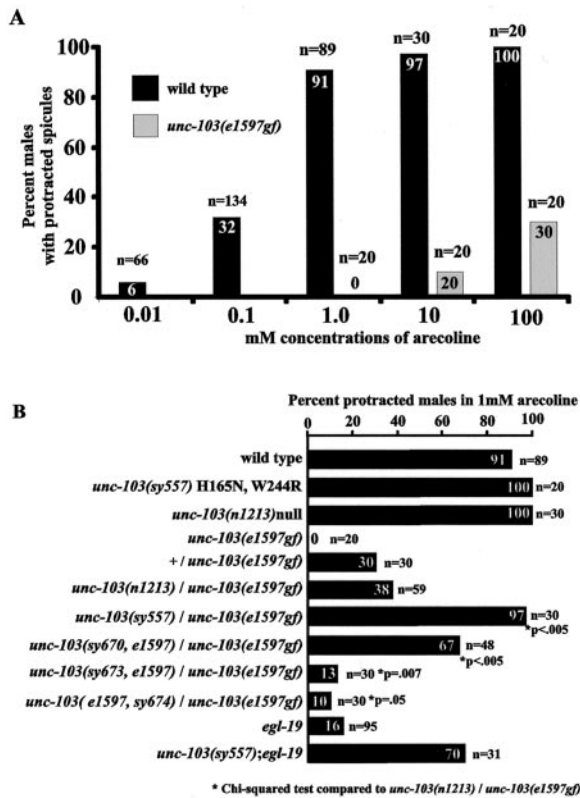 A
Percent males
with protracted spicules
100
80
60
40
20
0
wild type
unc-103(e1597gf)
n=66
6
n=134
32
n=89
91
n=20
0
n=30
97
n=20
20
n=20
100
n=20
30
0.01 0.1 1.0 10 100
mM concentrations of arecoline
B
Percent protracted males in 1mM arecoline
0 20 40 60 80 100
wild type 91 n=89
unc-103(sy557) H165N, W244R 100 n=20
unc-103(n1213)null 100 n=30
unc-103(e1597gf) 0 n=20
+ / unc-103(e1597gf) 30 n=30
unc-103(n1213) / unc-103(e1597gf) 38 n=59
unc-103(sy557) / unc-103(e1597gf) 97 n=30
*p<.005
unc-103(sy670, e1597) / unc-103(e1597gf) 67 n=48
*p<.005
unc-103(sy673, e1597) / unc-103(e1597gf) 13 n=30 *p=.007
unc-103( e1597, sy674) / unc-103(e1597gf) 10 n=30 *p=.05
egl-19 16 n=95
unc-103(sy557);egl-19 70 n=31
* Chi-squared test compared to unc-103(n1213) / unc-103(e1597gf)